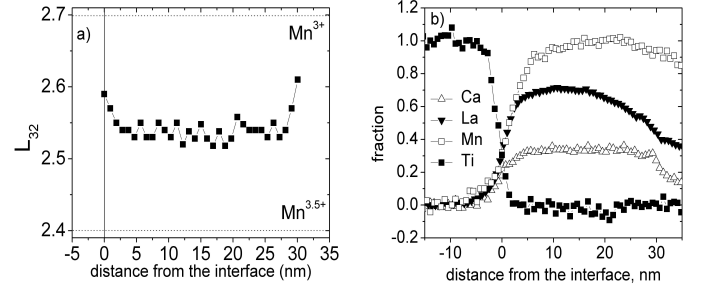 a)
2.7
2.6
2.5
2.4
L32
Mn3+
Mn3.5+
-5 0 5 10 15 20 25 30 35
distance from the interface (nm)
b)
1.2
1.0
0.8
0.6
0.4
0.2
0.0
-0.2
fraction
Ca
La
Mn
Ti
-10 0 10 20 30
distance from the interface, nm